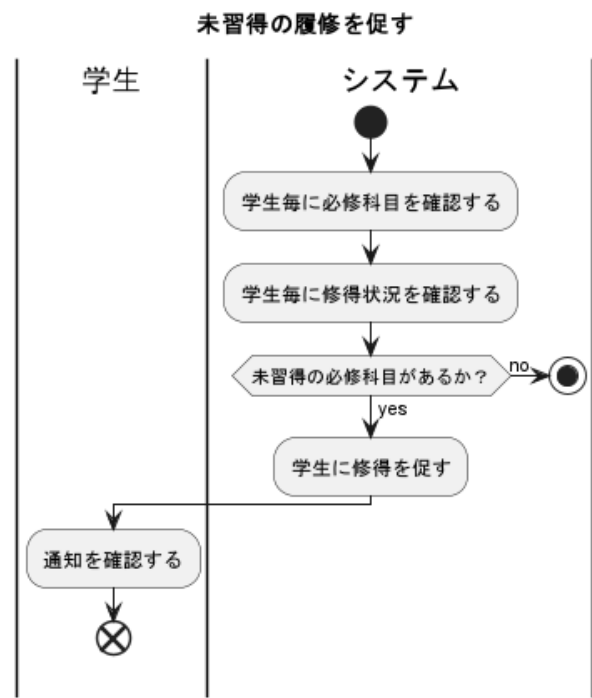 未習得の履修を促す
学生
システム
学生毎に必修科目を確認する
学生毎に修得状況を確認する
未習得の必修科目があるか？
no
yes
学生に修得を促す
通知を確認する